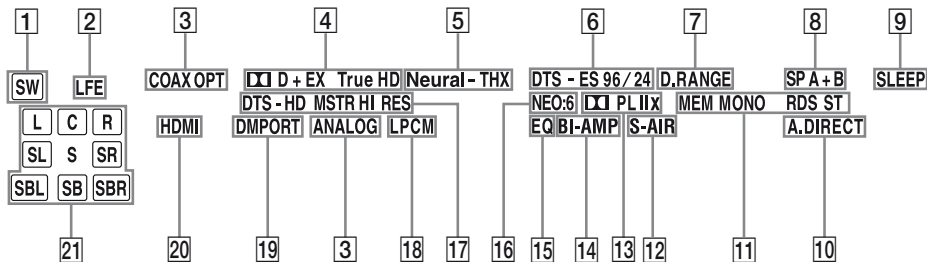 1 2 3 4 5 6 7 8 9
SW LFE COAX OPT D + EX True HD Neural - THX DTS - ES 96 / 24 D.RANGE SP A + B SLEEP
DTS - HD MSTR HI RES NEO:6 PL IIx MEM MONO RDS ST
L C R HDMI DMPORT ANALOG LPCM EQ BI-AMP S-AIR A.DIRECT
SL S SR
SBL SB SBR
21 20 19 3 18 17 16 15 14 13 12 11 10